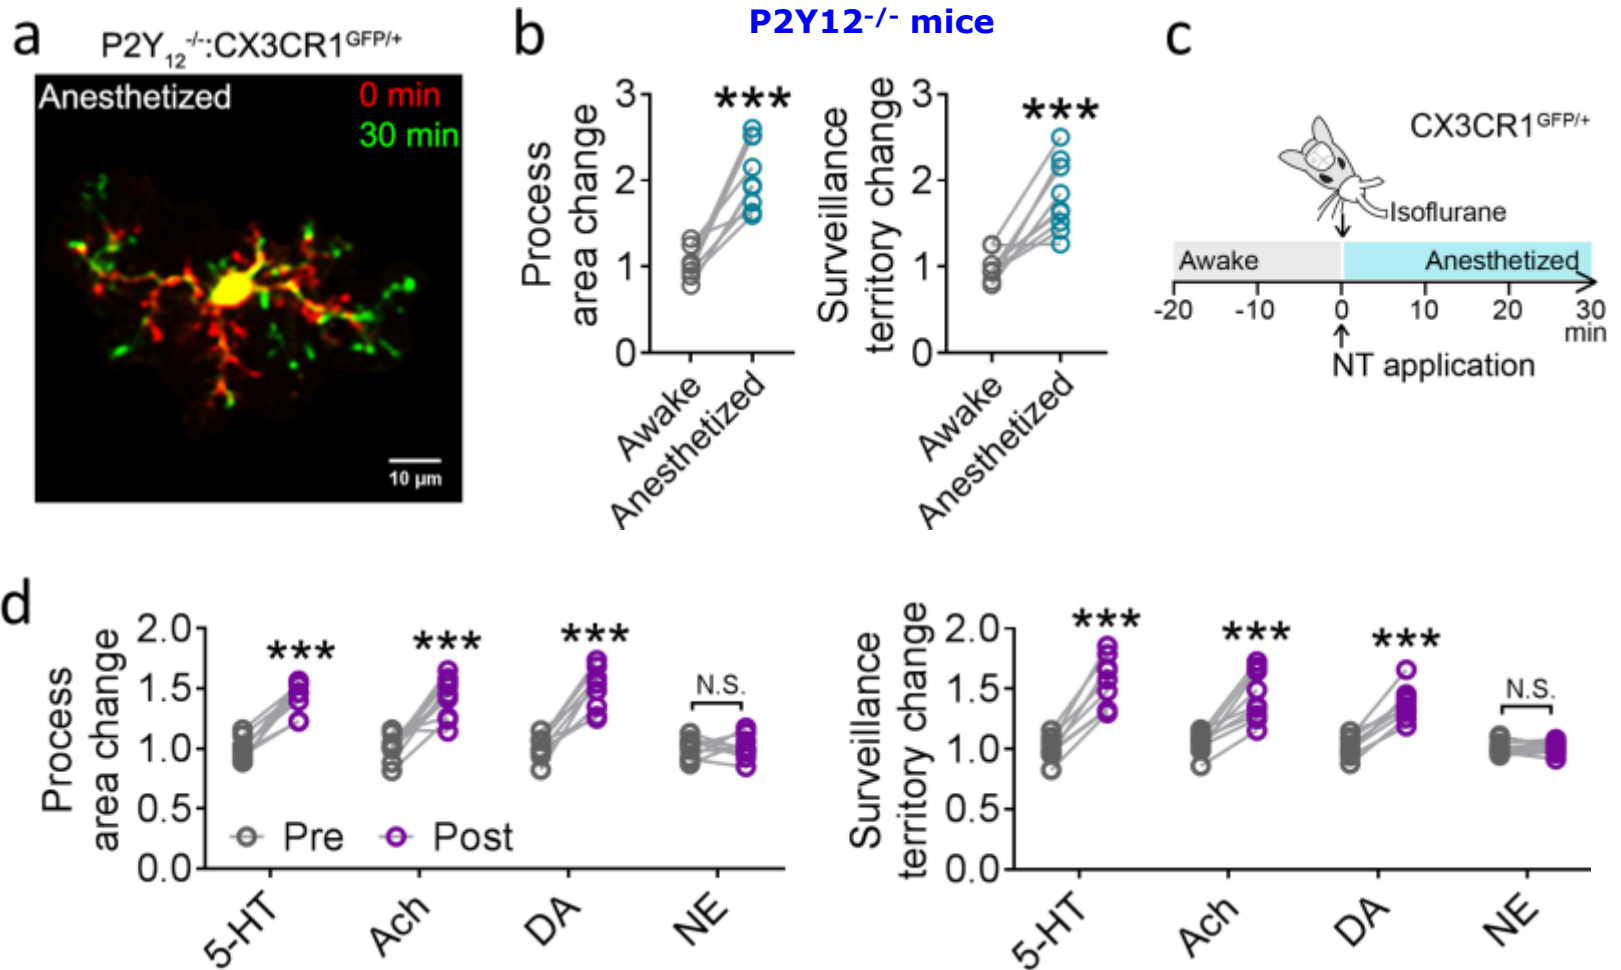 a
P2Y₁₂⁻/⁻:CX3CR1ᴳᶠᴾ/⁺
Anesthetized
0 min
30 min
10 µm
b
P2Y12⁻/⁻ mice
Process
area change
3
2
1
0
***
Awake
Anesthetized
Surveillance
territory change
3
2
1
0
***
Awake
Anesthetized
c
CX3CR1ᴳᶠᴾ/⁺
Isoflurane
Awake
Anesthetized
-20 -10 0 10 20 30
min
NT application
d
Process
area change
2.0
1.5
1.0
0.5
0.0
*** *** *** N.S.
Pre Post
5-HT Ach DA NE
Surveillance
territory change
2.0
1.5
1.0
0.5
0.0
*** *** *** N.S.
5-HT Ach DA NE